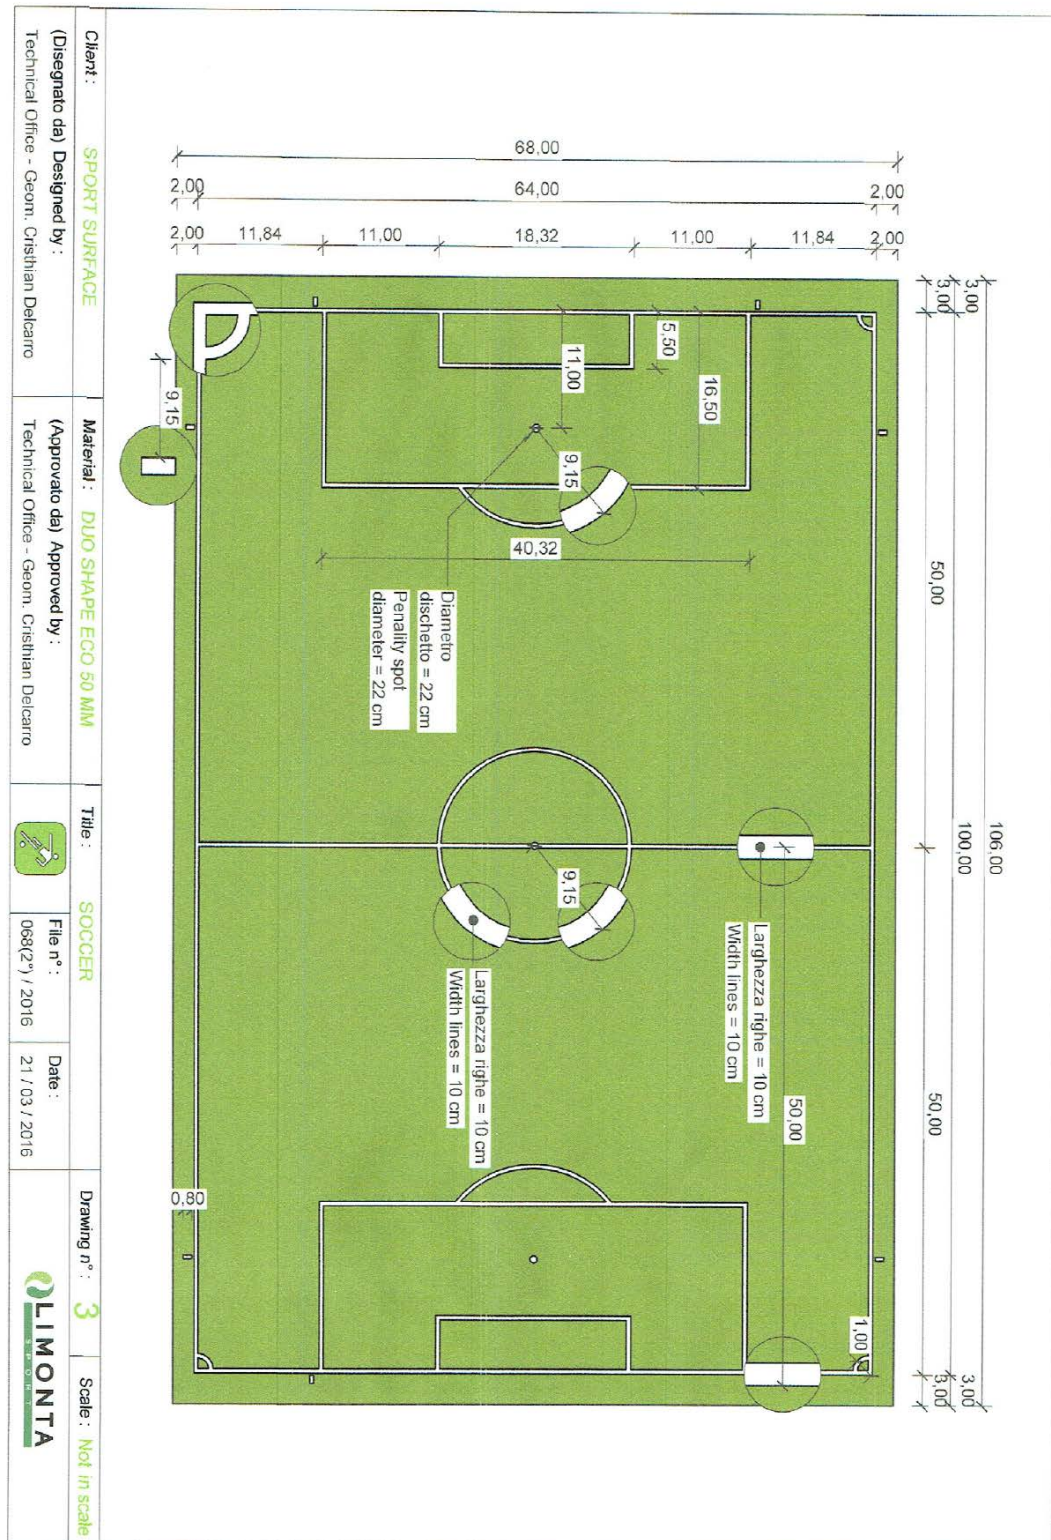 68,00
2,00
64,00
2,00
2,00
11,84
11,00
18,32
11,00
11,84
2,00
3,00
3,00
50,00
50,00
3,00
3,00
100,00
106,00
5,50
11,00
16,50
9,15
9,15
40,32
Diametro
dischetto = 22 cm
Penality spot
diameter = 22 cm
9,15
Larghezza righe = 10 cm
Width lines = 10 cm
50,00
Larghezza righe = 10 cm
Width lines = 10 cm
0,80
1,00
Client : SPORT SURFACE
Material : DUO SHAPE ECO 50 MM
Title : SOCCER
Drawing n° : 3
Scale : Not in scale
(Disegnato da) Designed by :
Technical Office - Geom. Cristhian Delcarro
(Approvato da) Approved by :
Technical Office - Geom. Cristhian Delcarro
File n° :
068(2°) / 2016
Date :
21 / 03 / 2016
LIMONTA
SPORT